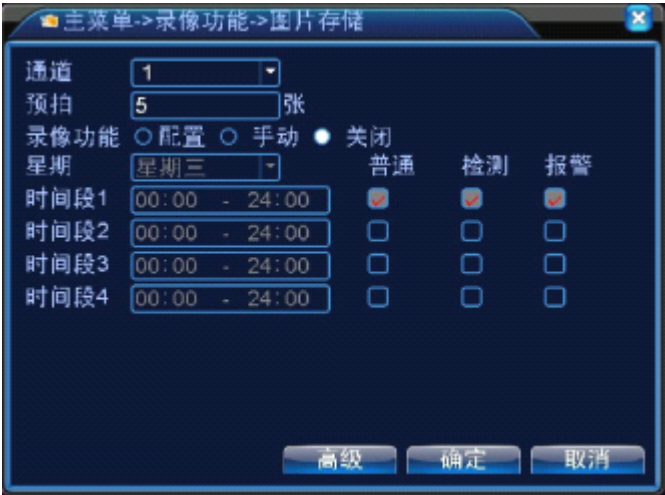 主菜单->录像功能->图片存储
通道 1
预拍 5 张
录像功能 配置 手动 关闭
星期 星期三 普通 检测 报警
时间段1 00:00 - 24:00
时间段2 00:00 - 24:00
时间段3 00:00 - 24:00
时间段4 00:00 - 24:00
高级 确定 取消